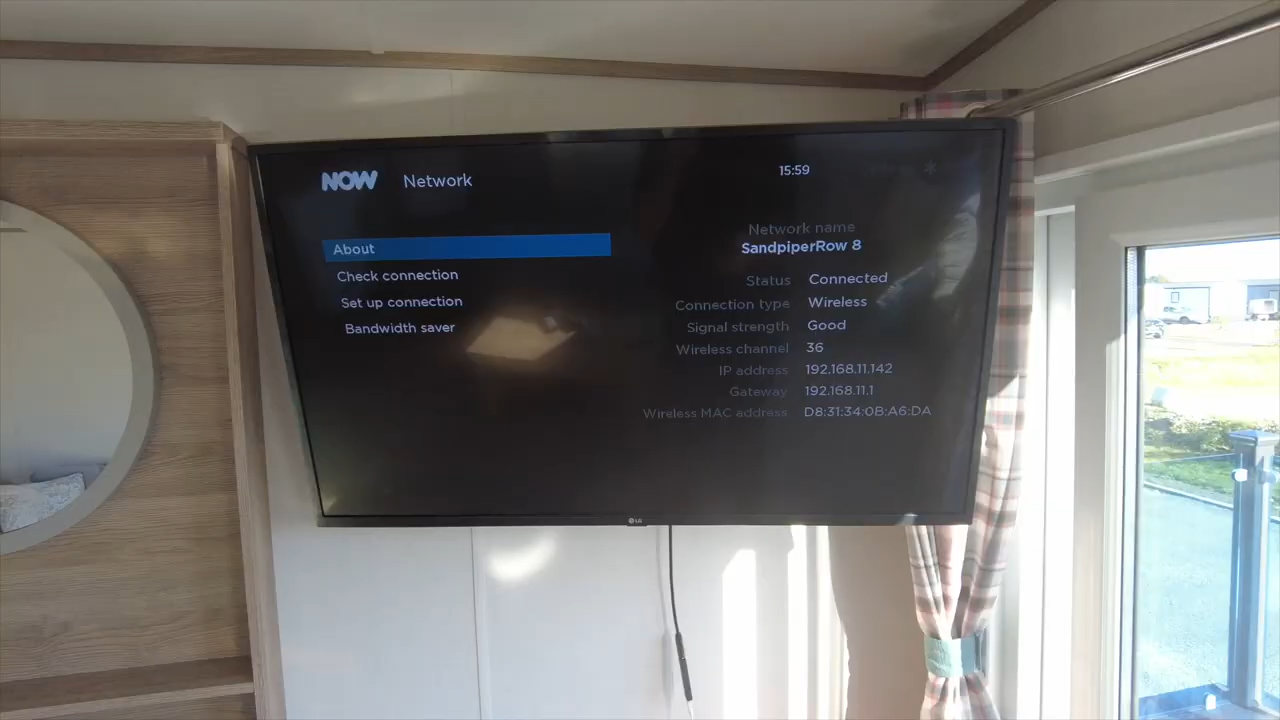 NOW Network
15:59
About
Check connection
Set up connection
Bandwidth saver
Network name
SandpiperRow 8
Status Connected
Connection type Wireless
Signal strength Good
Wireless channel 36
IP address 192.168.11.142
Gateway 192.168.11.1
Wireless MAC address D8:31:34:0B:A6:DA
LG